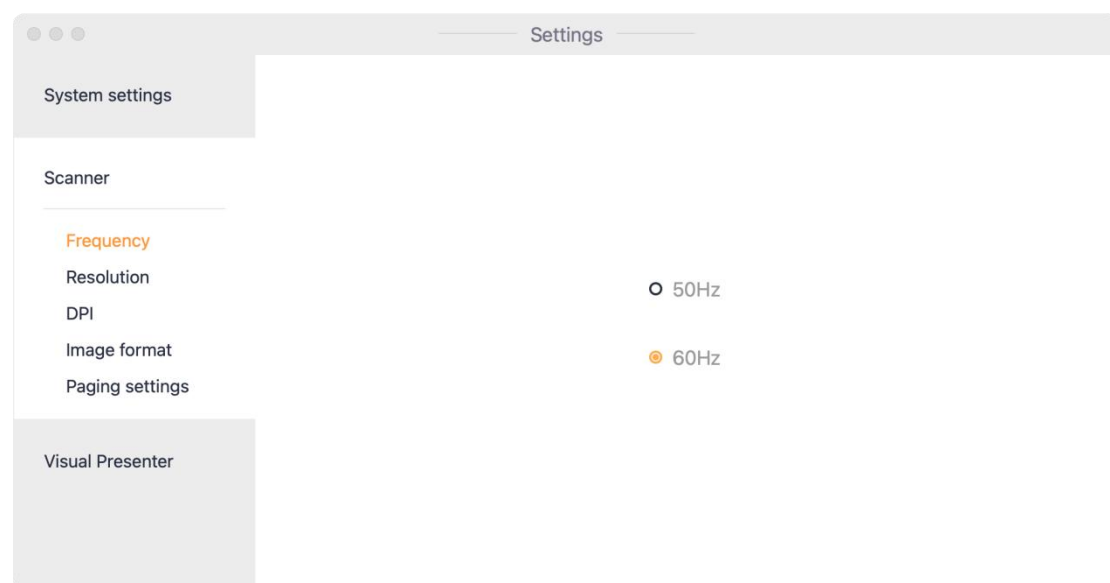 Settings
System settings
Scanner
Frequency
Resolution
DPI
Image format
Paging settings
Visual Presenter
50Hz
60Hz